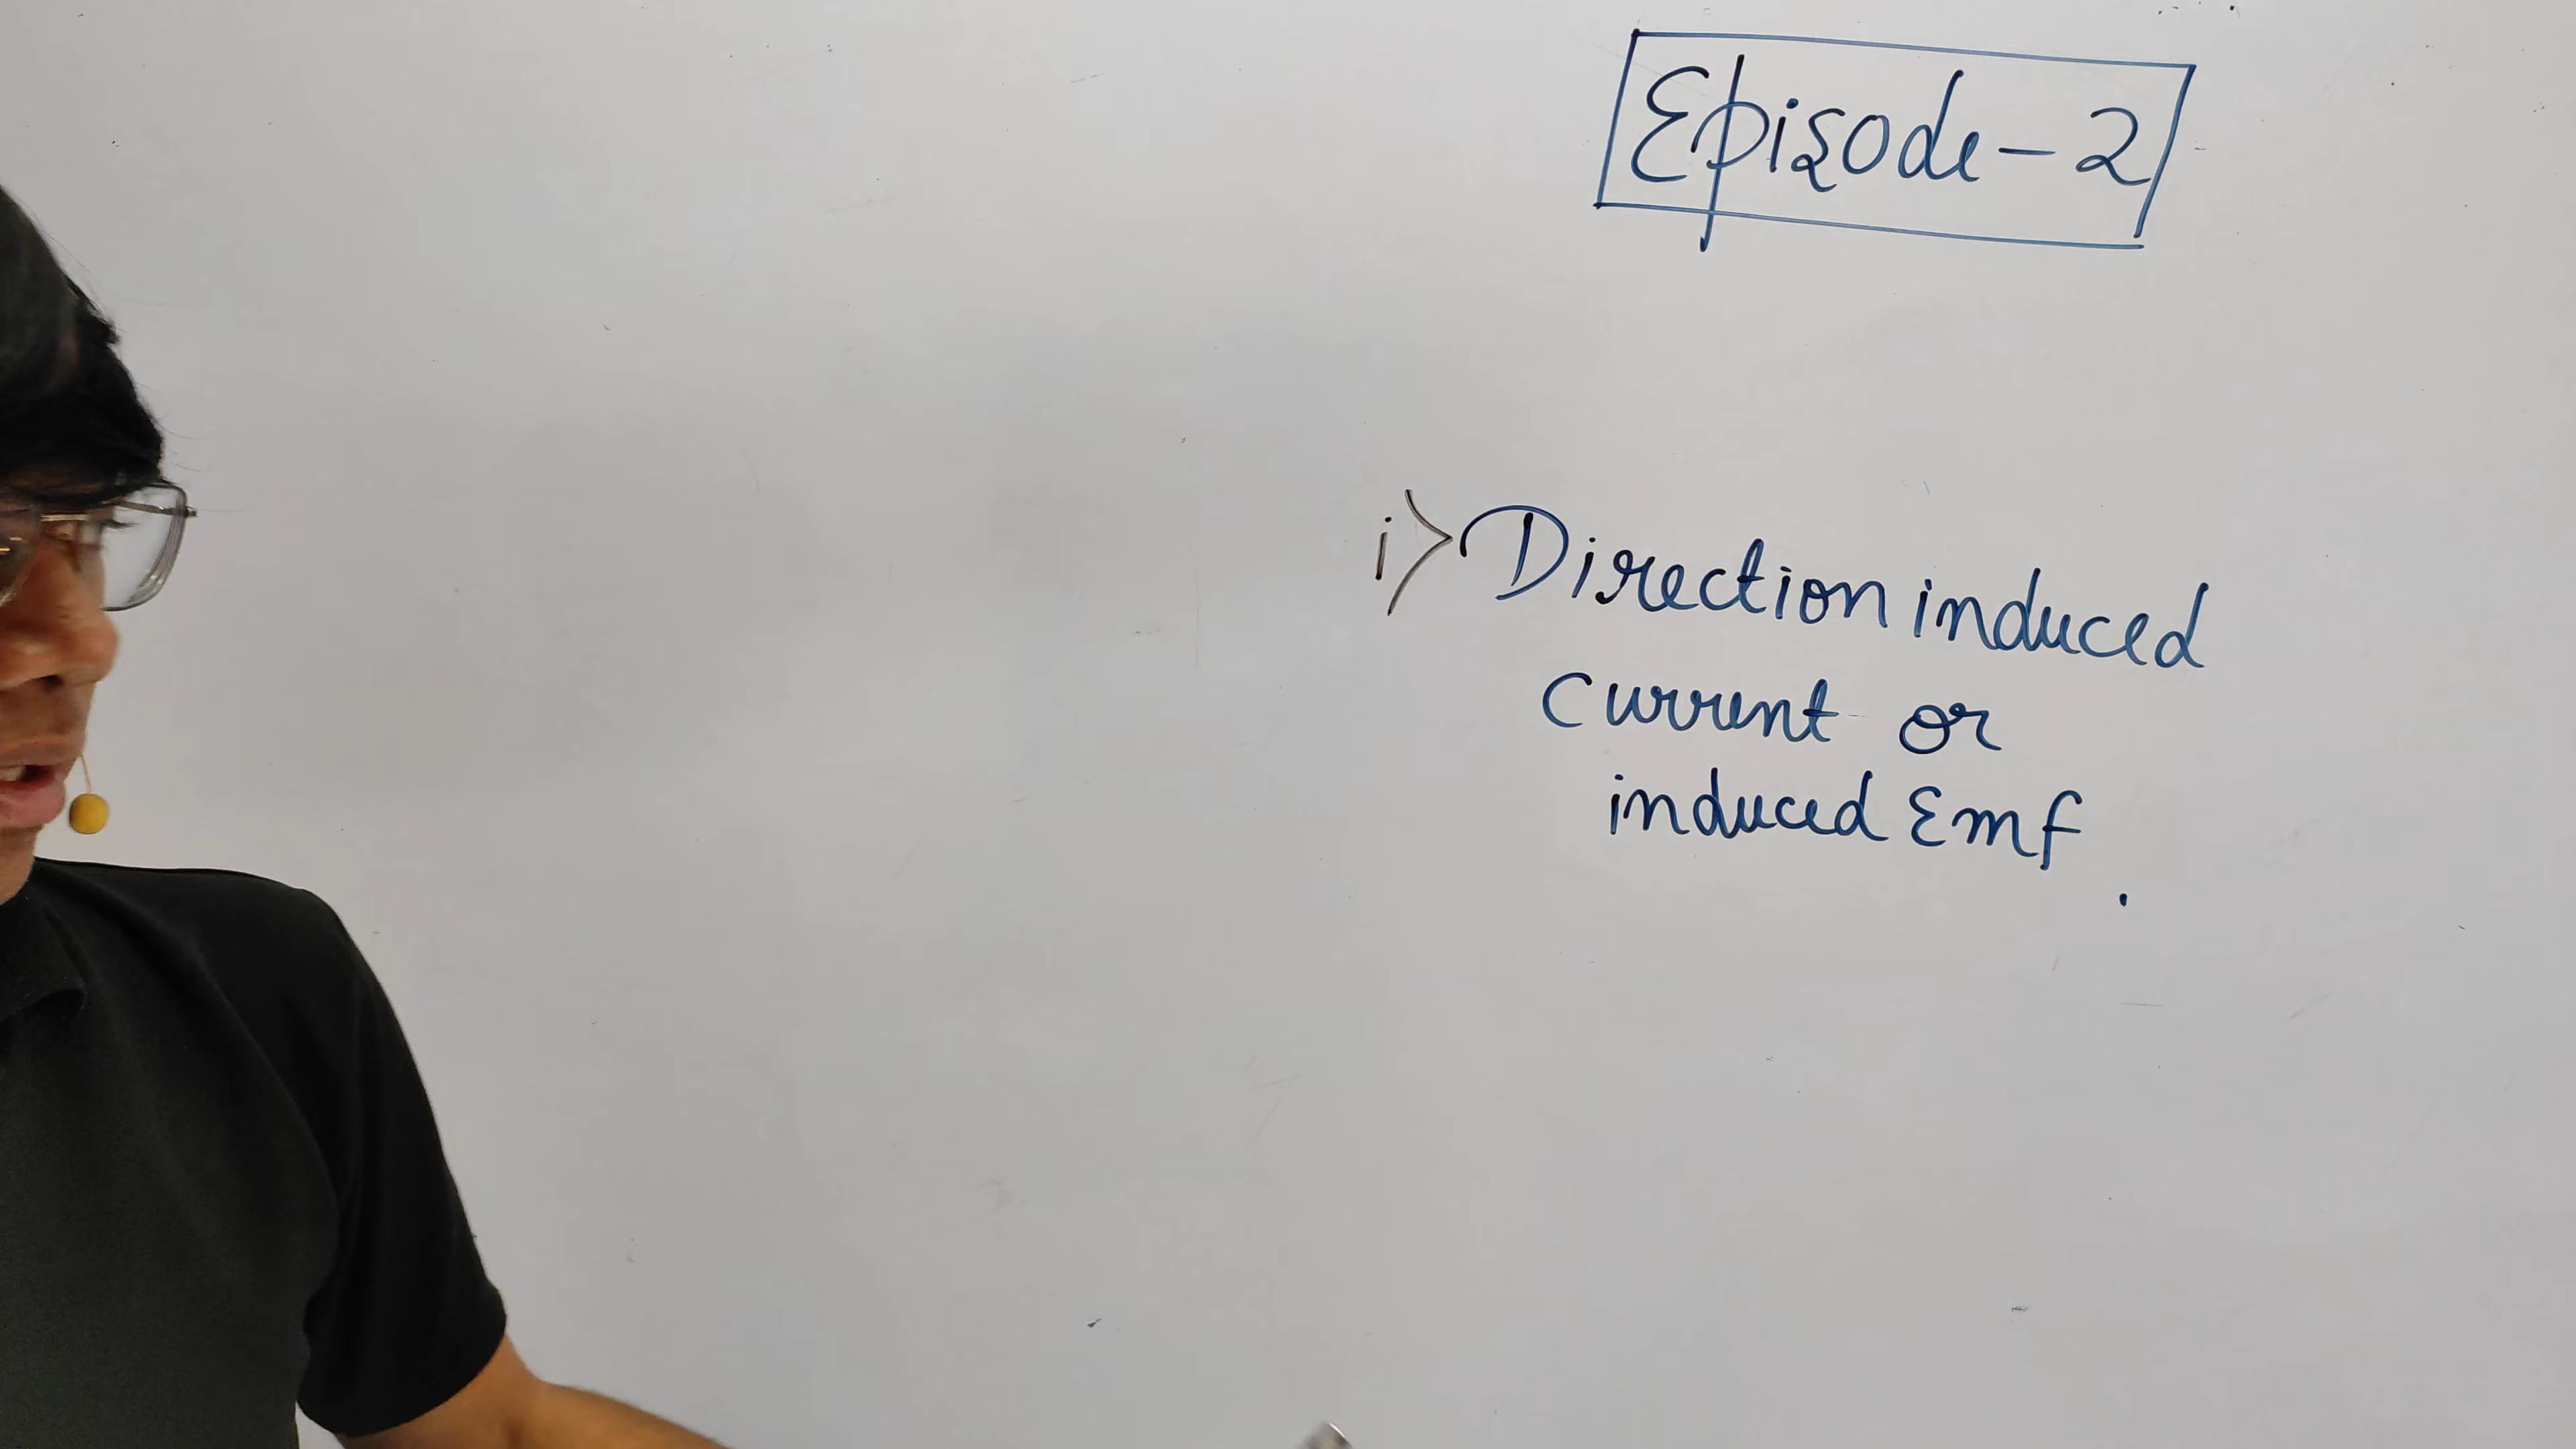 Episode-2
i> Direction induced
current or
induced Emf.